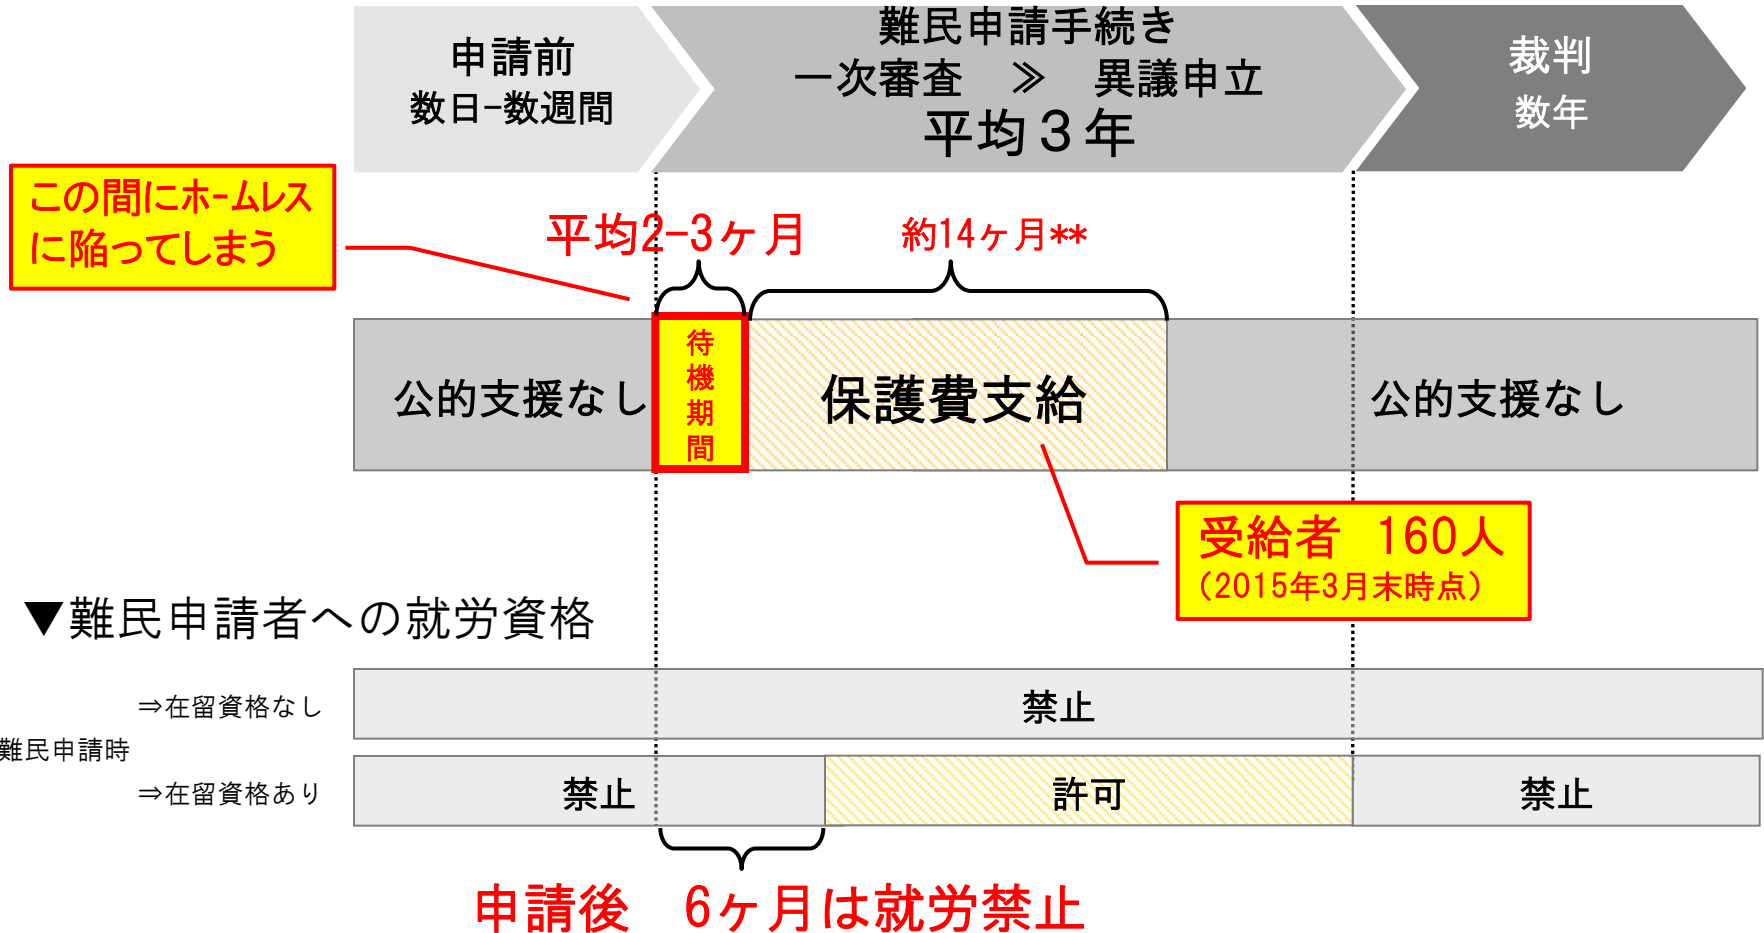 申請前
数日-数週間
難民申請手続き
一次審査　≫　異議申立
平均３年
裁判
数年
この間にホームレス
に陥ってしまう
平均2-3ヶ月
約14ヶ月**
公的支援なし
待
機
期
間
保護費支給
公的支援なし
受給者　160人
（2015年3月末時点）
▼難民申請者への就労資格
⇒在留資格なし
禁止
難民申請時
⇒在留資格あり
禁止
許可
禁止
申請後　6ヶ月は就労禁止